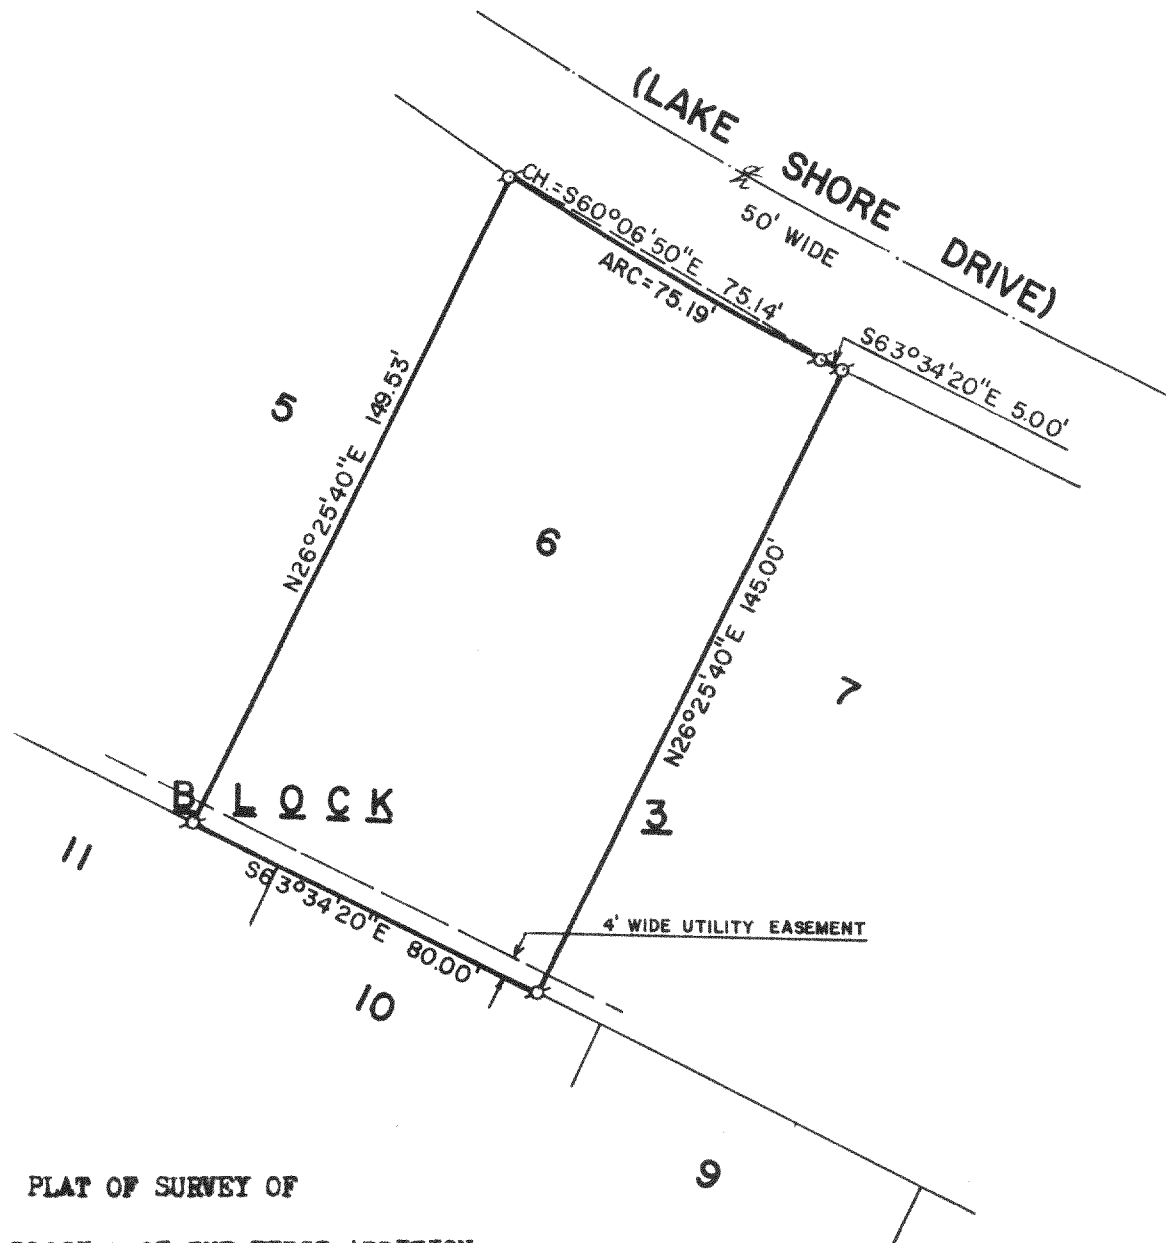 (LAKE SHORE DRIVE)
50' WIDE
CH.=S60°06'50"E 75.14'
ARC=75.19'
S63°34'20"E 5.00'
5
N26°25'40"E 149.53'
6
N26°25'40"E 145.00'
7
BLOCK 3
11
S63°34'20"E 80.00'
4' WIDE UTILITY EASEMENT
10
9
PLAT OF SURVEY OF